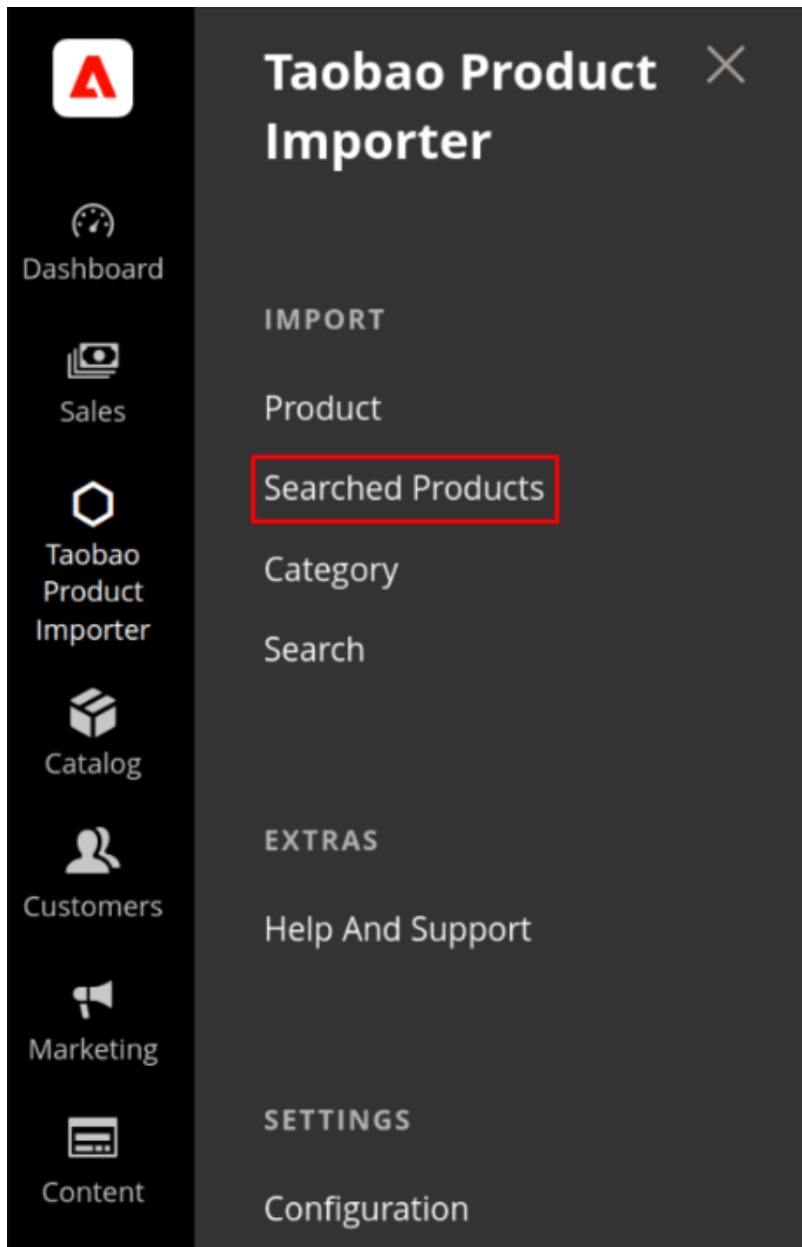 Dashboard
Sales
Taobao
Product
Importer
Catalog
Customers
Marketing
Content
Taobao Product
Importer
IMPORT
Product
Searched Products
Category
Search
EXTRAS
Help And Support
SETTINGS
Configuration